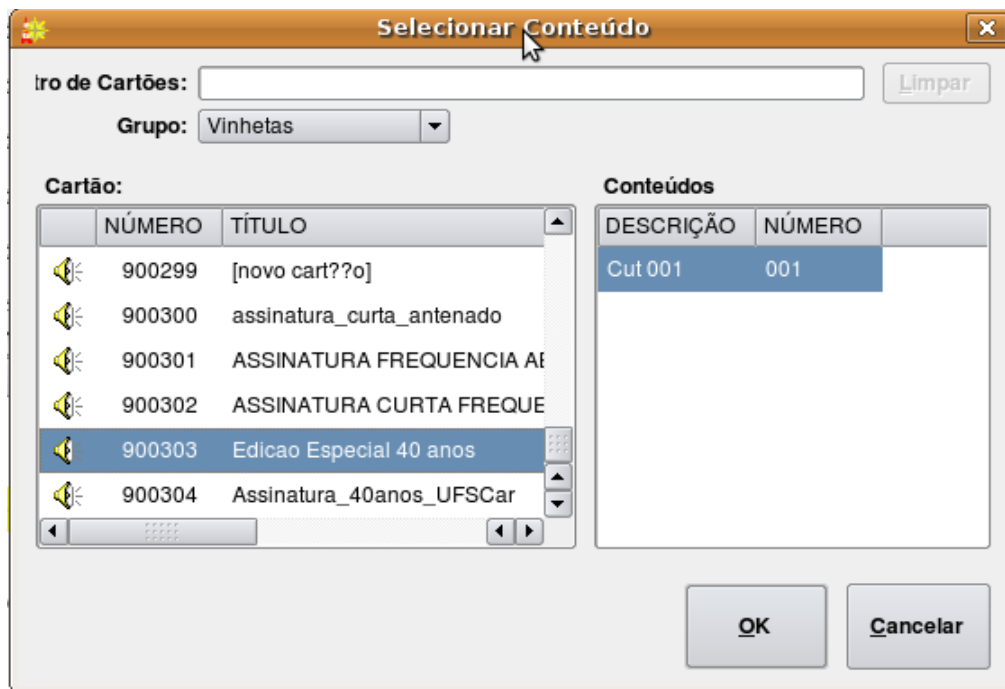 Selecionar Conteúdo
tro de Cartões:
Limpar
Grupo: Vinhetas
Cartão:
NÚMERO TÍTULO
900299 [novo cart??o]
900300 assinatura_curta_antenado
900301 ASSINATURA FREQUENCIA
900302 ASSINATURA CURTA FREQUE
900303 Edicao Especial 40 anos
900304 Assinatura_40anos_UFSCar
Conteúdos
DESCRIÇÃO NÚMERO
Cut 001 001
OK Cancelar